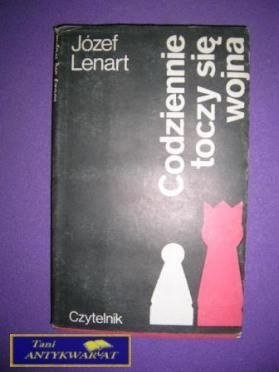 Józef
Lenart
Codziennie
toczy się
wojna
Czytelnik
Tani
ANTYKWARIAT